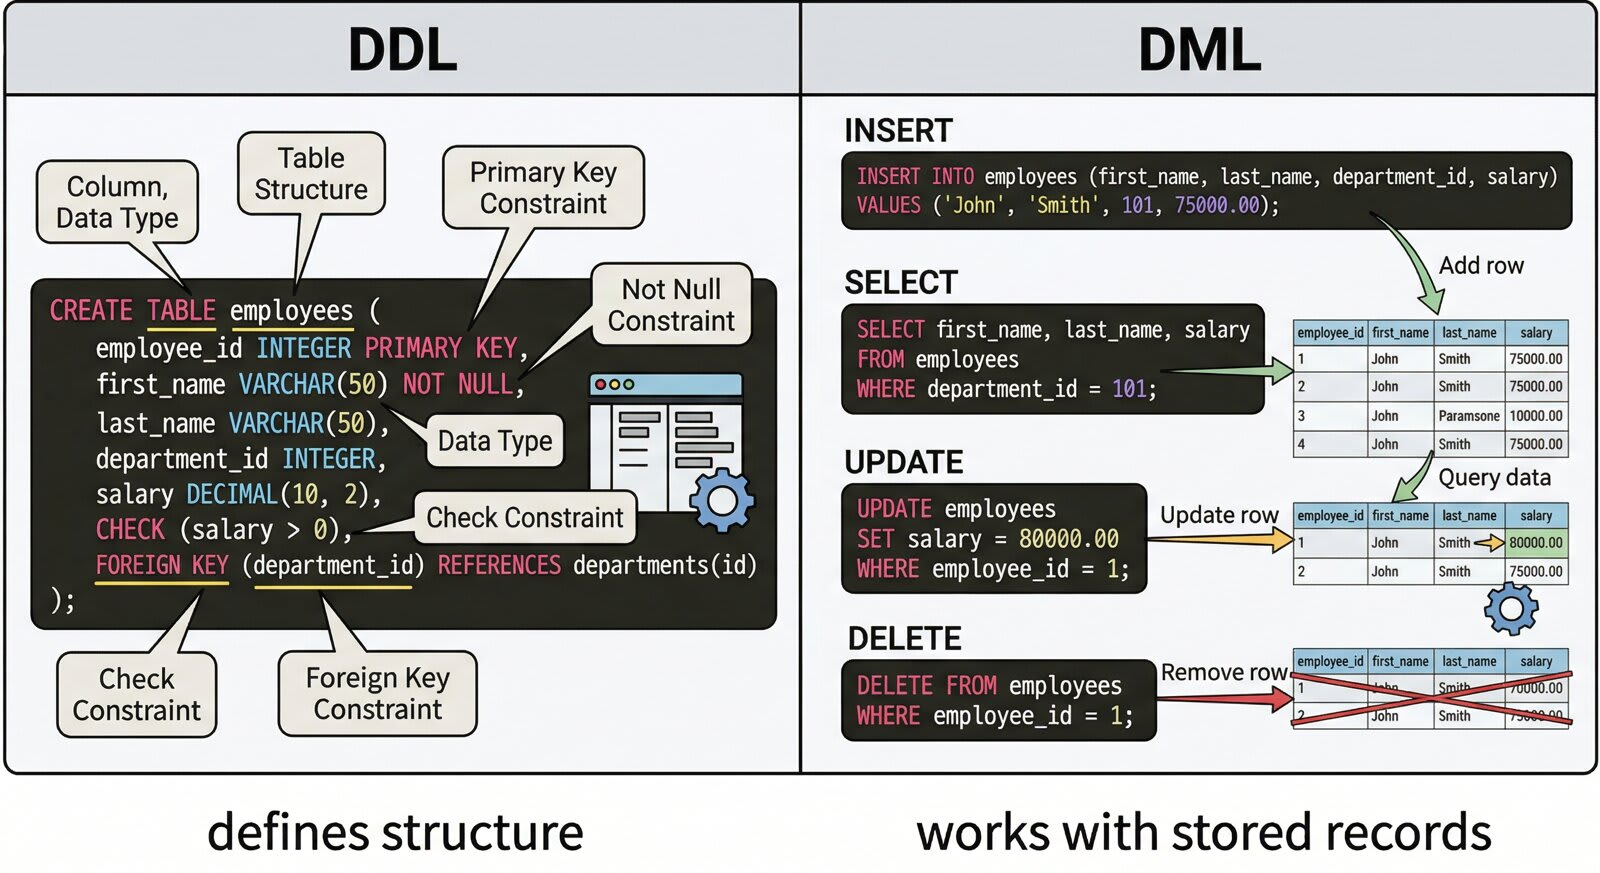 DDL
DML
Column,
Data Type
Table
Structure
Primary Key
Constraint
Not Null
Constraint
CREATE TABLE employees (
employee_id INTEGER PRIMARY KEY,
first_name VARCHAR(50) NOT NULL,
last_name VARCHAR(50),
department_id INTEGER,
salary DECIMAL(10, 2),
CHECK (salary > 0),
FOREIGN KEY (department_id) REFERENCES departments(id)
);
Data Type
Check Constraint
Check
Constraint
Foreign Key
Constraint
defines structure
INSERT
INSERT INTO employees (first_name, last_name, department_id, salary)
VALUES ('John', 'Smith', 101, 75000.00);
Add row
SELECT
SELECT first_name, last_name, salary
FROM employees
WHERE department_id = 101;
employee_id first_name last_name salary
1 John Smith 75000.00
2 John Smith 75000.00
3 John Paramsone 10000.00
4 John Smith 75000.00
Query data
UPDATE
UPDATE employees
SET salary = 80000.00
WHERE employee_id = 1;
Update row
employee_id first_name last_name salary
1 John Smith 80000.00
2 John Smith 75000.00
DELETE
DELETE FROM employees
WHERE employee_id = 1;
Remove row
employee_id first_name last_name salary
1 John Smith 70000.00
2 John Smith 75000.00
works with stored records